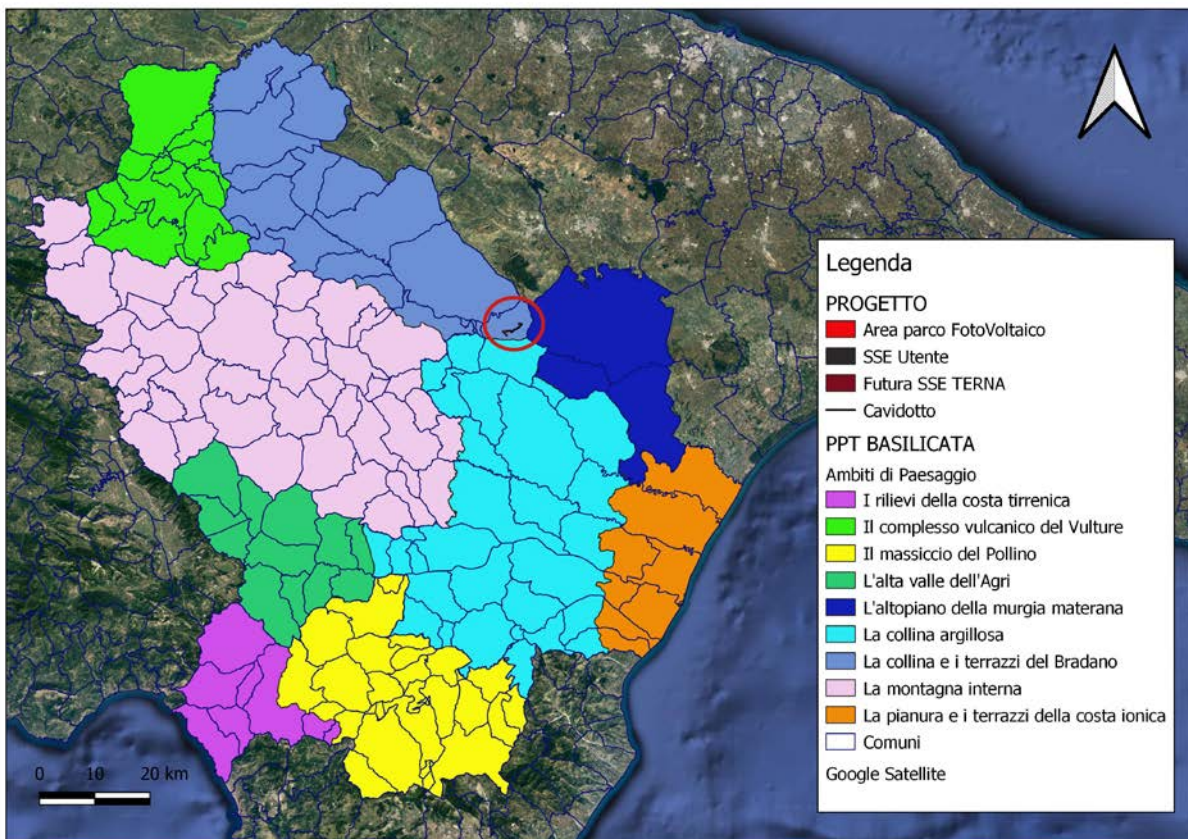 Legenda
PROGETTO
Area parco FotoVoltaico
SSE Utente
Futura SSE TERNA
Cavidotto
PPT BASILICATA
Ambiti di Paesaggio
I rilievi della costa tirrenica
Il complesso vulcanico del Vulture
Il massiccio del Pollino
L'alta valle dell'Agri
L'altopiano della murgia materana
La collina argillosa
La collina e i terrazzi del Bradano
La montagna interna
La pianura e i terrazzi della costa ionica
Comuni
Google Satellite
0 10 20 km